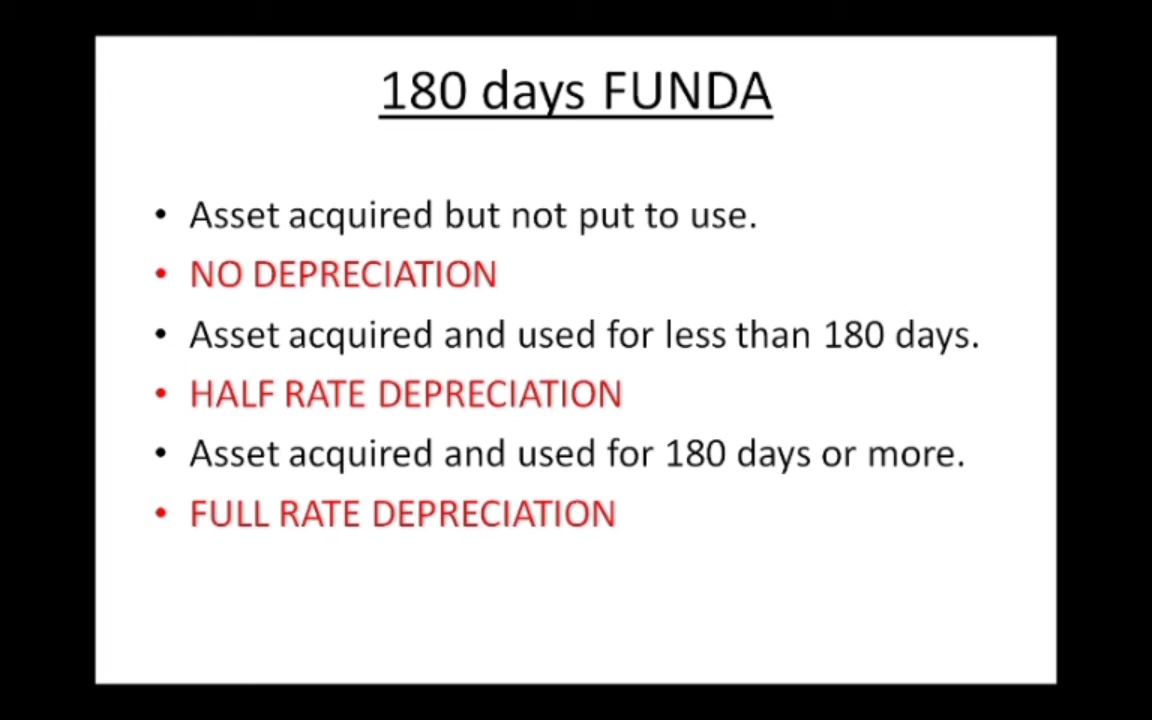 180 days FUNDA
• Asset acquired but not put to use.
• NO DEPRECIATION
• Asset acquired and used for less than 180 days.
• HALF RATE DEPRECIATION
• Asset acquired and used for 180 days or more.
• FULL RATE DEPRECIATION